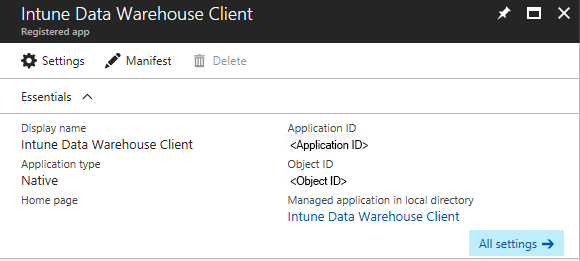 Intune Data Warehouse Client
Registered app
Settings Manifest Delete
Essentials
Display name
Intune Data Warehouse Client
Application type
Native
Home page
Application ID
<Application ID>
Object ID
<Object ID>
Managed application in local directory
Intune Data Warehouse Client
All settings →